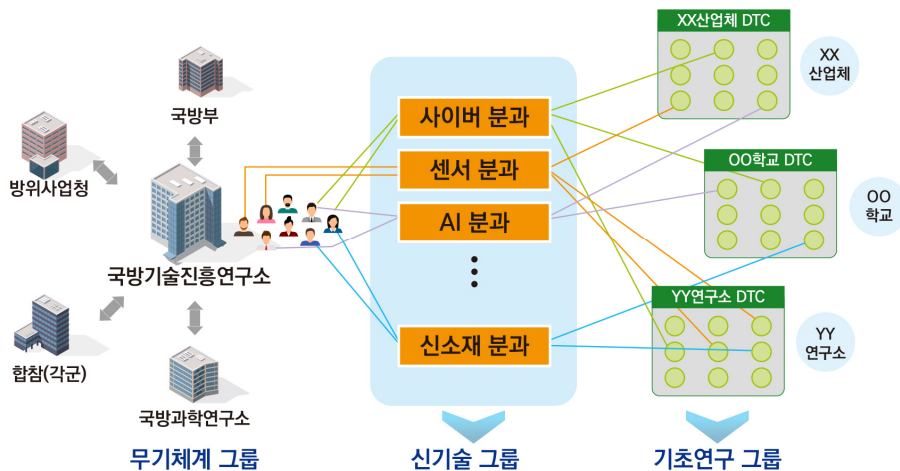 국방부
방위사업청
국방기술진흥연구소
합참(각군)
국방과학연구소
무기체계 그룹
사이버 분과
센서 분과
AI 분과
신소재 분과
신기술 그룹
XX산업체 DTC
XX
산업체
OO학교 DTC
OO
학교
YY연구소 DTC
YY
연구소
기초연구 그룹